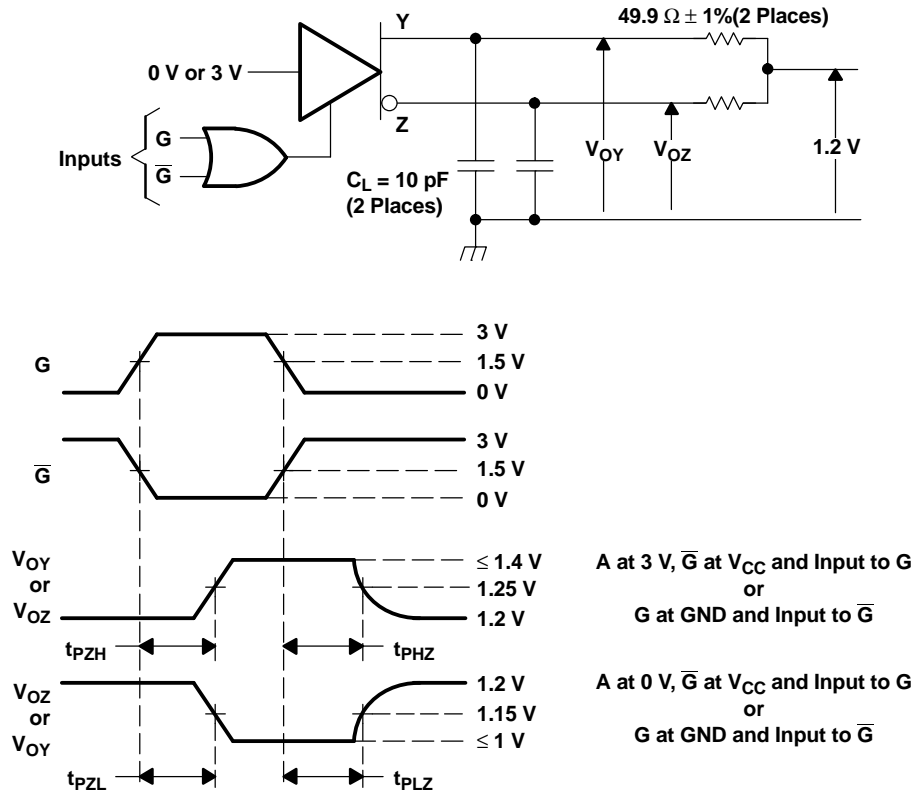 Y
49.9 Ω ± 1%(2 Places)
0 V or 3 V
Z
Inputs
G
G̅
V_OY
V_OZ
1.2 V
C_L = 10 pF
(2 Places)
G
3 V
1.5 V
0 V
G̅
3 V
1.5 V
0 V
V_OY
or
V_OZ
≤ 1.4 V
1.25 V
1.2 V
A at 3 V, G̅ at V_CC and Input to G
or
G at GND and Input to G̅
t_PZH
t_PHZ
V_OZ
or
V_OY
1.2 V
1.15 V
≤ 1 V
A at 0 V, G̅ at V_CC and Input to G
or
G at GND and Input to G̅
t_PZL
t_PLZ